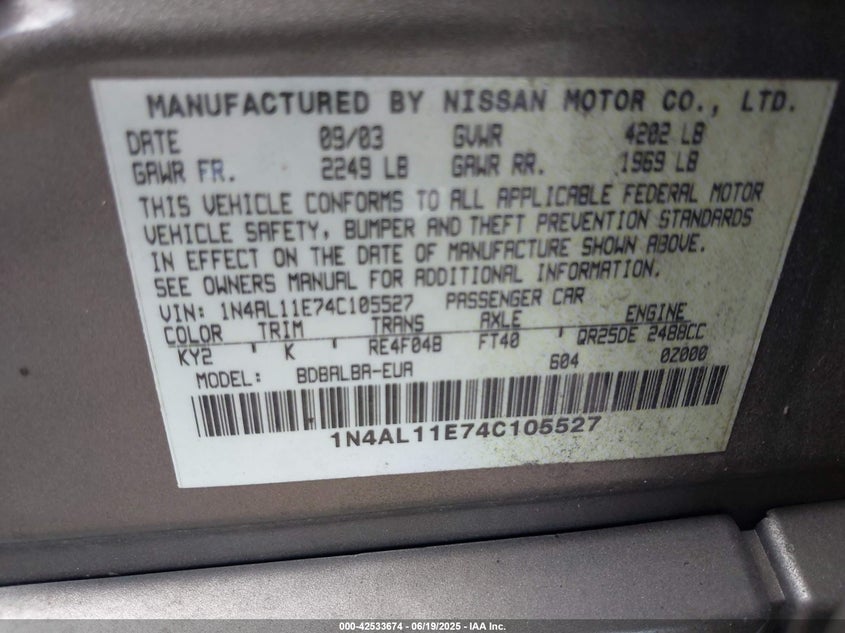 MANUFACTURED BY NISSAN MOTOR CO., LTD.
DATE 09/03 GVWR 4202 LB
GAWR FR. 2249 LB GAWR RR. 1969 LB
THIS VEHICLE CONFORMS TO ALL APPLICABLE FEDERAL MOTOR
VEHICLE SAFETY, BUMPER AND THEFT PREVENTION STANDARDS
IN EFFECT ON THE DATE OF MANUFACTURE SHOWN ABOVE.
SEE OWNERS MANUAL FOR ADDITIONAL INFORMATION.
VIN: 1N4AL11E74C105527 PASSENGER CAR
COLOR TRIM TRANS AXLE ENGINE
KY2 ' K ' RE4F04B FT40 QR25DE 2488CC
MODEL: BDBALBA-EUA 604 0Z000
1N4AL11E74C105527
000-42533674 / 06/19/2025 - IAA Inc.